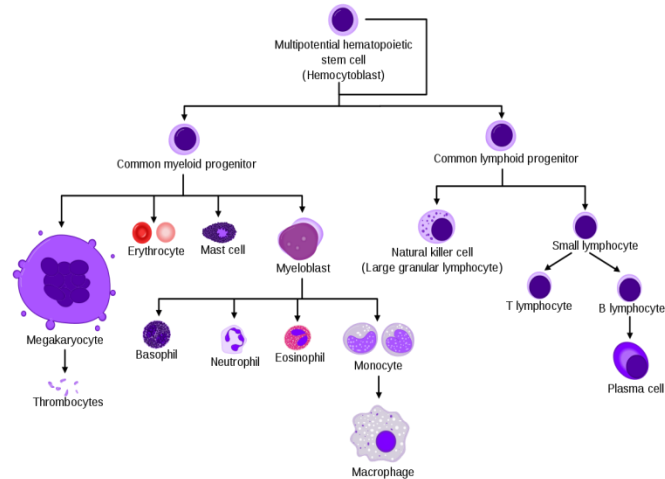 Multipotential hematopoietic
stem cell
(Hemocytoblast)
Common myeloid progenitor
Common lymphoid progenitor
Erythrocyte
Mast cell
Myeloblast
Natural killer cell
(Large granular lymphocyte)
Small lymphocyte
T lymphocyte
B lymphocyte
Megakaryocyte
Basophil
Neutrophil
Eosinophil
Monocyte
Plasma cell
Thrombocytes
Macrophage